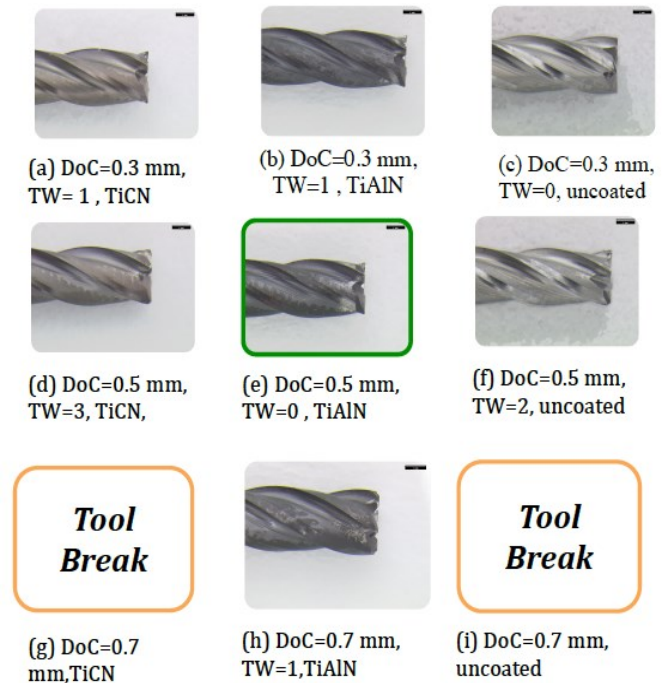 (a) DoC=0.3 mm,
TW= 1 , TiCN
(b) DoC=0.3 mm,
TW=1 , TiAlN
(c) DoC=0.3 mm,
TW=0, uncoated
(d) DoC=0.5 mm,
TW=3, TiCN,
(e) DoC=0.5 mm,
TW=0 , TiAlN
(f) DoC=0.5 mm,
TW=2, uncoated
Tool
Break
Tool
Break
(g) DoC=0.7
mm,TiCN
(h) DoC=0.7 mm,
TW=1,TiAlN
(i) DoC=0.7 mm,
uncoated